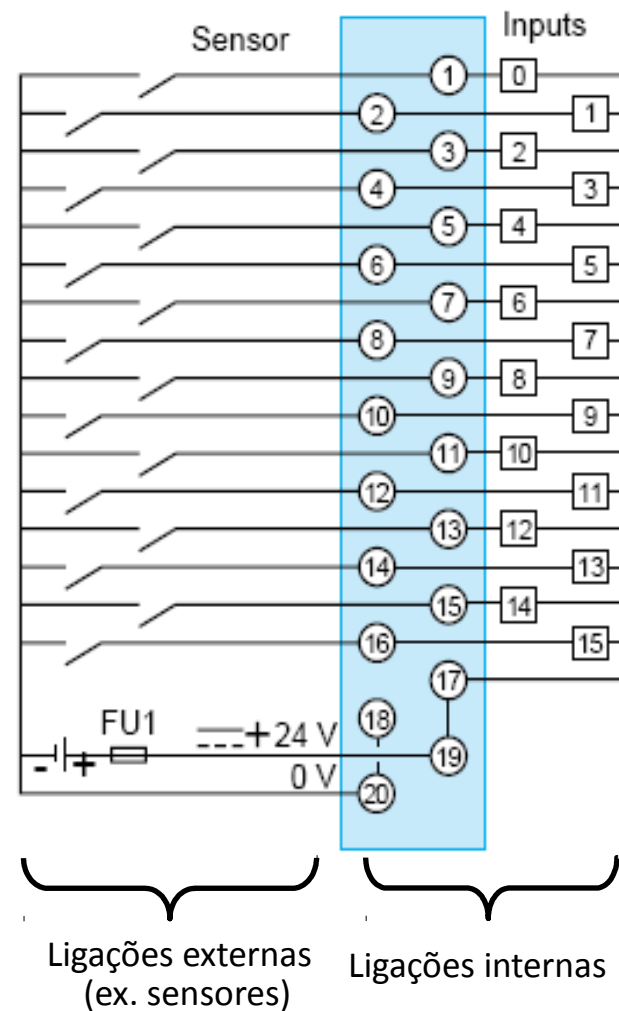 Sensor
Inputs
1 0
2 1
3 2
4 3
5 4
6 5
7 6
8 7
9 8
10 9
11 10
12 11
13 12
14 13
15 14
16 15
17
FU1
18
+24 V
- +
19
0 V
20
Ligações externas
(ex. sensores)
Ligações internas